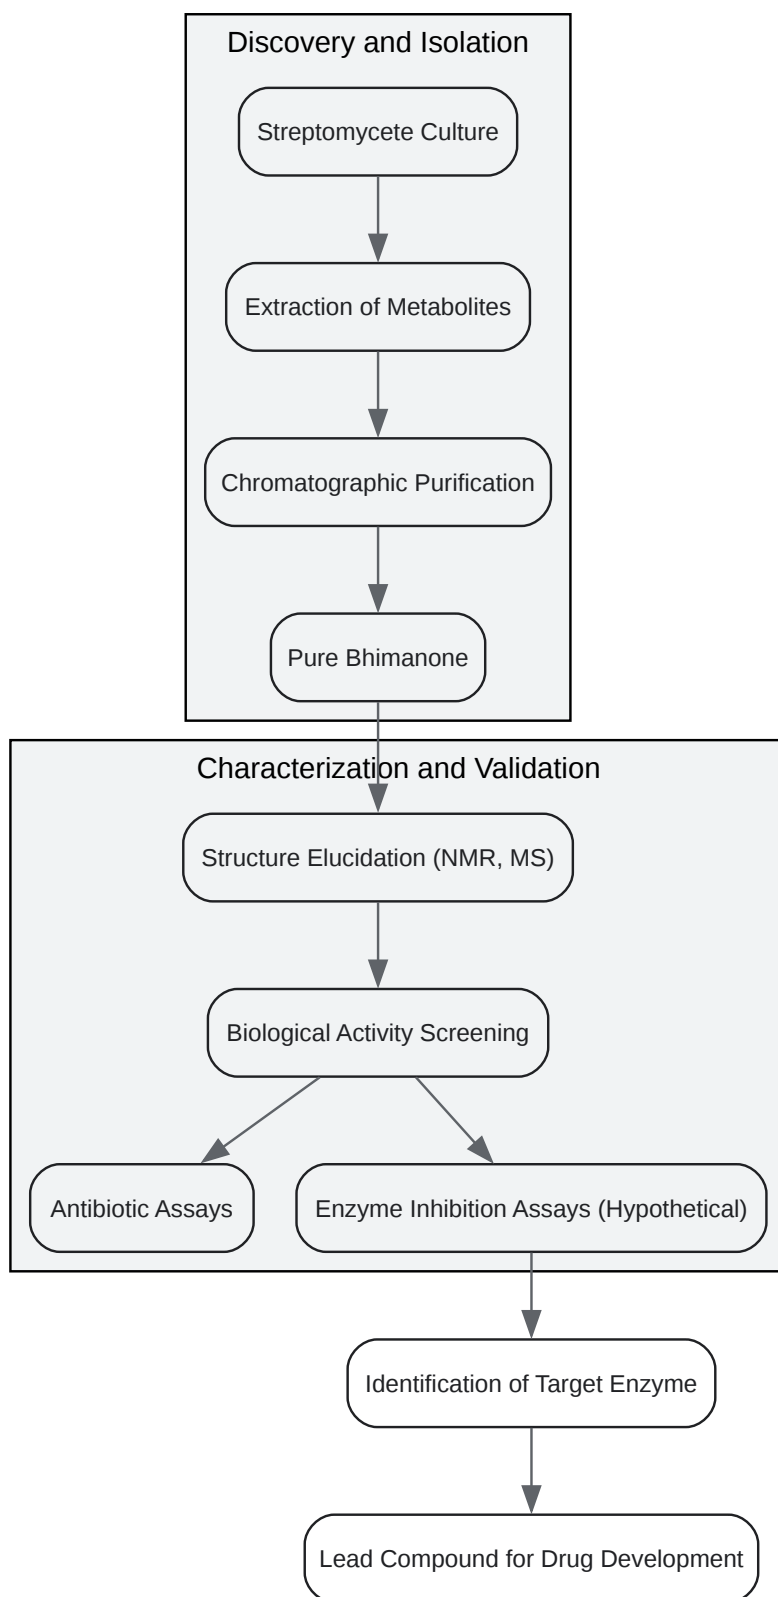 Discovery and Isolation
Streptomycete Culture
Extraction of Metabolites
Chromatographic Purification
Pure Bhimanone
Characterization and Validation
Structure Elucidation (NMR, MS)
Biological Activity Screening
Antibiotic Assays
Enzyme Inhibition Assays (Hypothetical)
Identification of Target Enzyme
Lead Compound for Drug Development